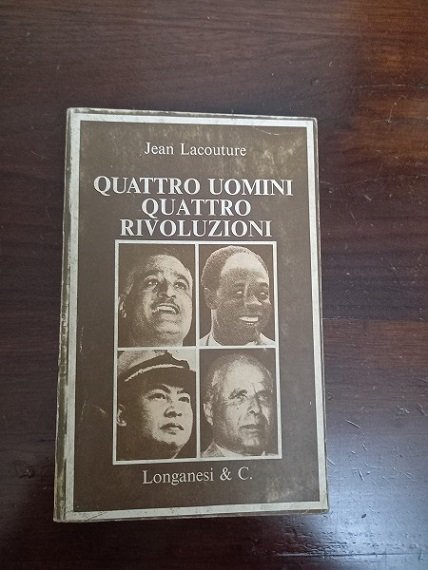 Jean Lacouture
QUATTRO UOMINI
QUATTRO
RIVOLUZIONI
Longanesi & C.